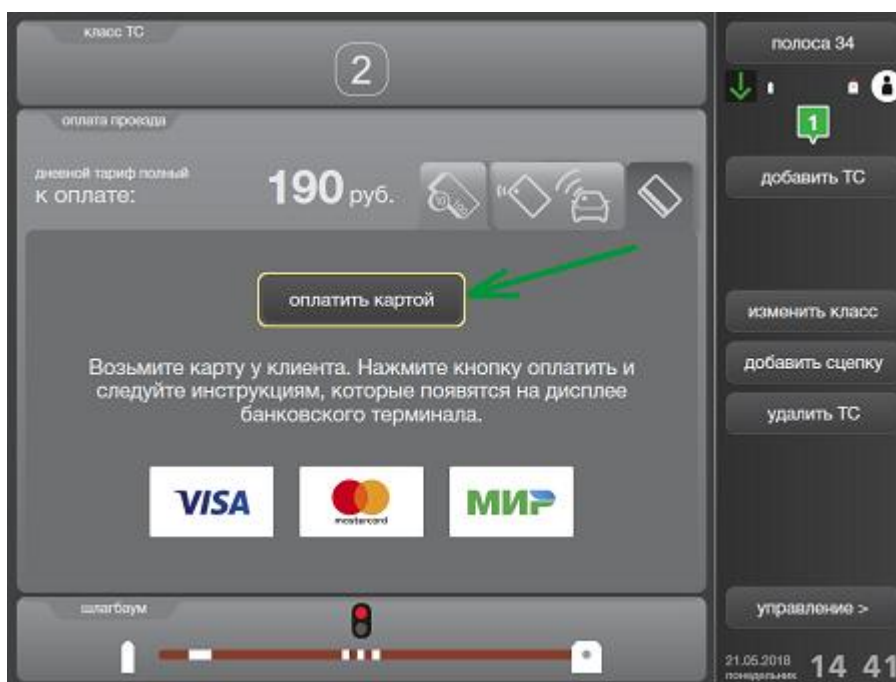 класс ТС
2
оплата проезда
дневной тариф полный
к оплате:
190 руб.
оплатить картой
Возьмите карту у клиента. Нажмите кнопку оплатить и
следуйте инструкциям, которые появятся на дисплее
банковского терминала.
VISA
mastercard
МИР
шлагбаум
полоса 34
1
добавить ТС
изменить класс
добавить сцепку
удалить ТС
управление >
21.05.2018
понедельник
14 41